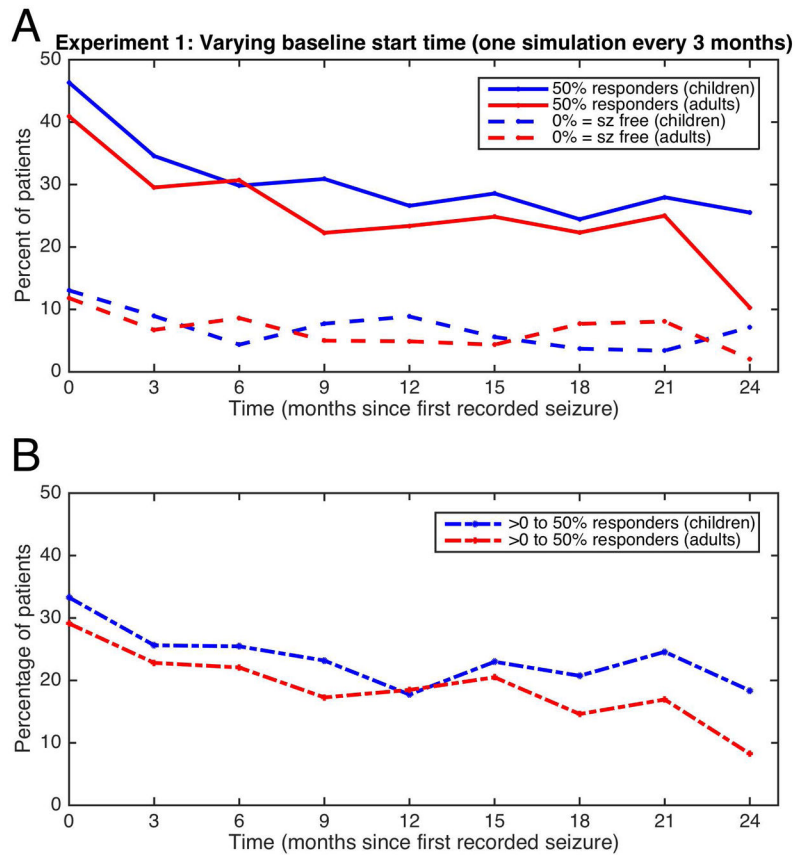 A
Experiment 1: Varying baseline start time (one simulation every 3 months)
50
40
30
20
10
0
Percent of patients
50% responders (children)
50% responders (adults)
0% = sz free (children)
0% = sz free (adults)
0 3 6 9 12 15 18 21 24
Time (months since first recorded seizure)
B
50
40
30
20
10
0
Percentage of patients
>0 to 50% responders (children)
>0 to 50% responders (adults)
0 3 6 9 12 15 18 21 24
Time (months since first recorded seizure)